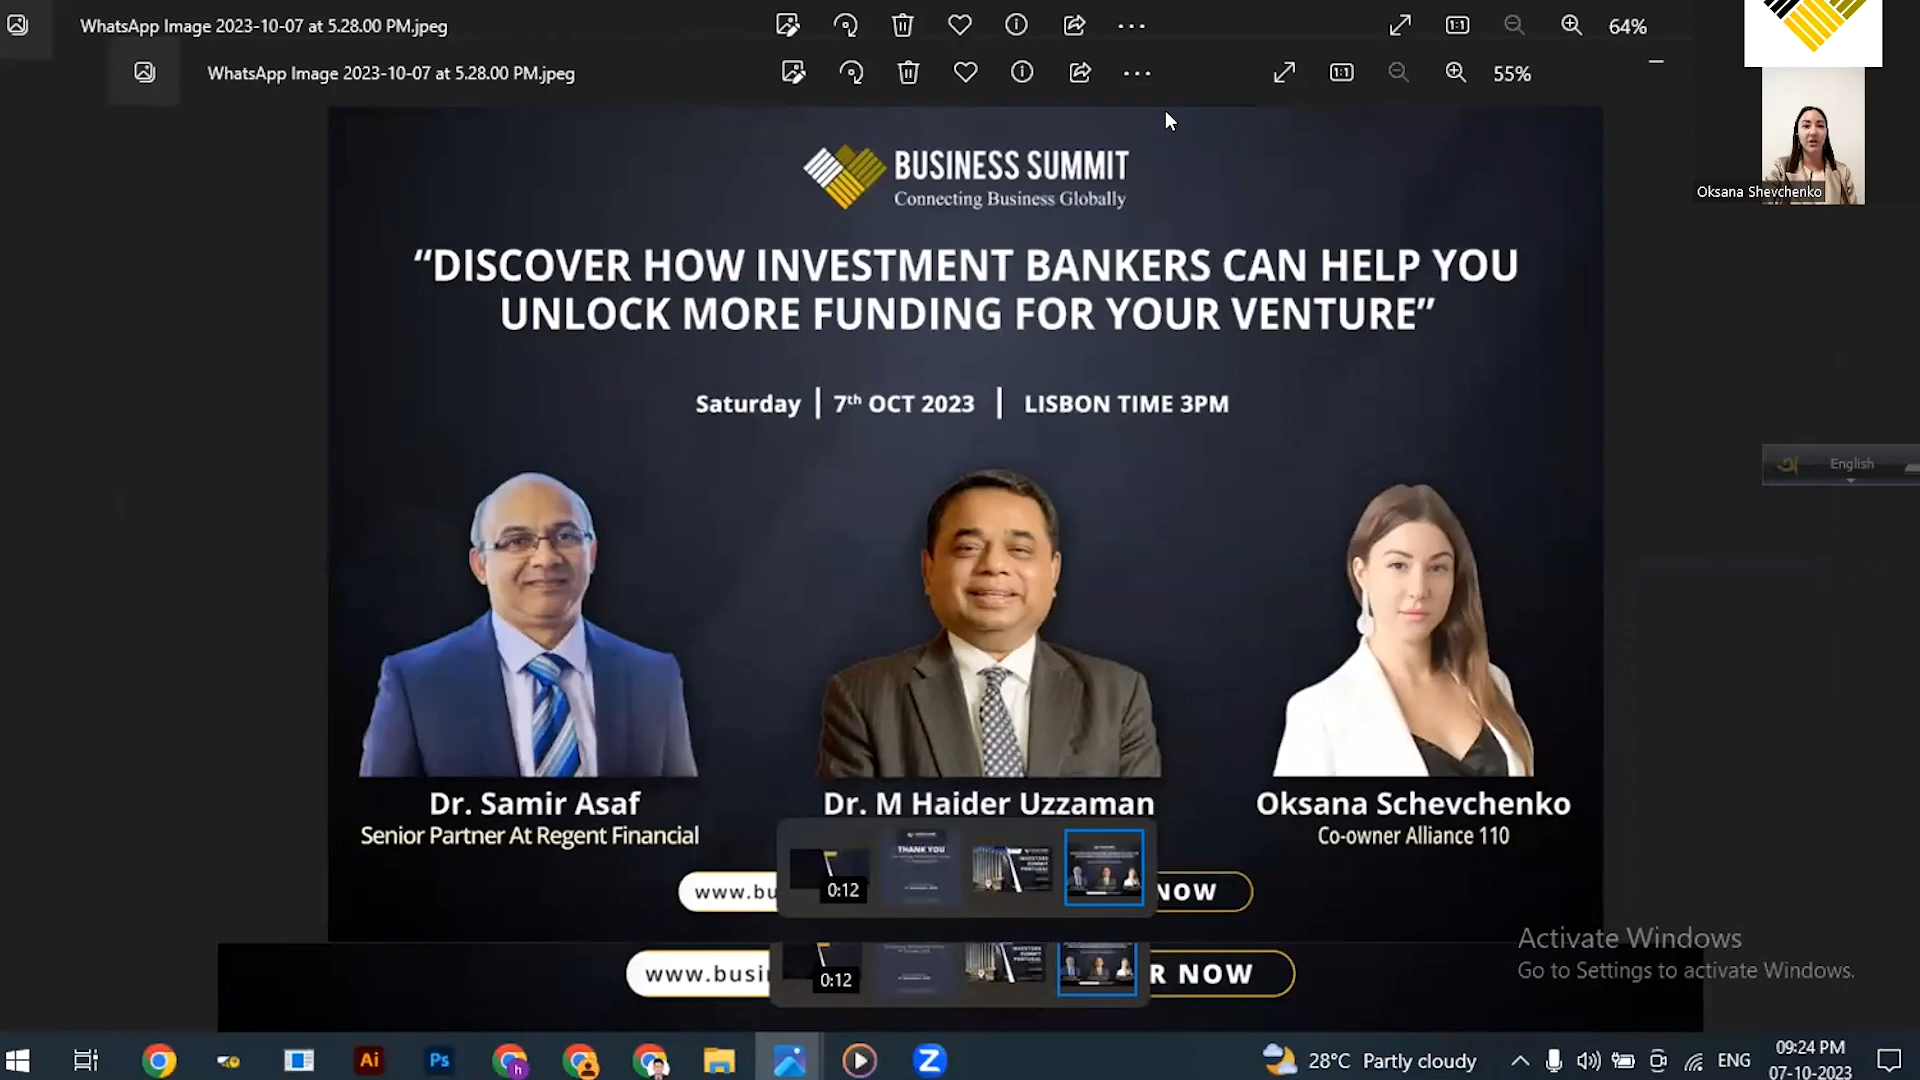 WhatsApp Image 2023-10-07 at 5.28.00 PM.jpeg
64%
WhatsApp Image 2023-10-07 at 5.28.00 PM.jpeg
55%
BUSINESS SUMMIT
Connecting Business Globally
Oksana Shevchenko
“DISCOVER HOW INVESTMENT BANKERS CAN HELP YOU
UNLOCK MORE FUNDING FOR YOUR VENTURE”
Saturday | 7th OCT 2023 | LISBON TIME 3PM
English
Dr. Samir Asaf
Senior Partner At Regent Financial
Dr. M Haider Uzzaman
Oksana Schevchenko
Co-owner Alliance 110
THANK YOU
www.bu
0:12
NOW
Activate Windows
Go to Settings to activate Windows.
www.busi
0:12
R NOW
Ai
Ps
28°C Partly cloudy
ENG
09:24 PM
07-10-2023